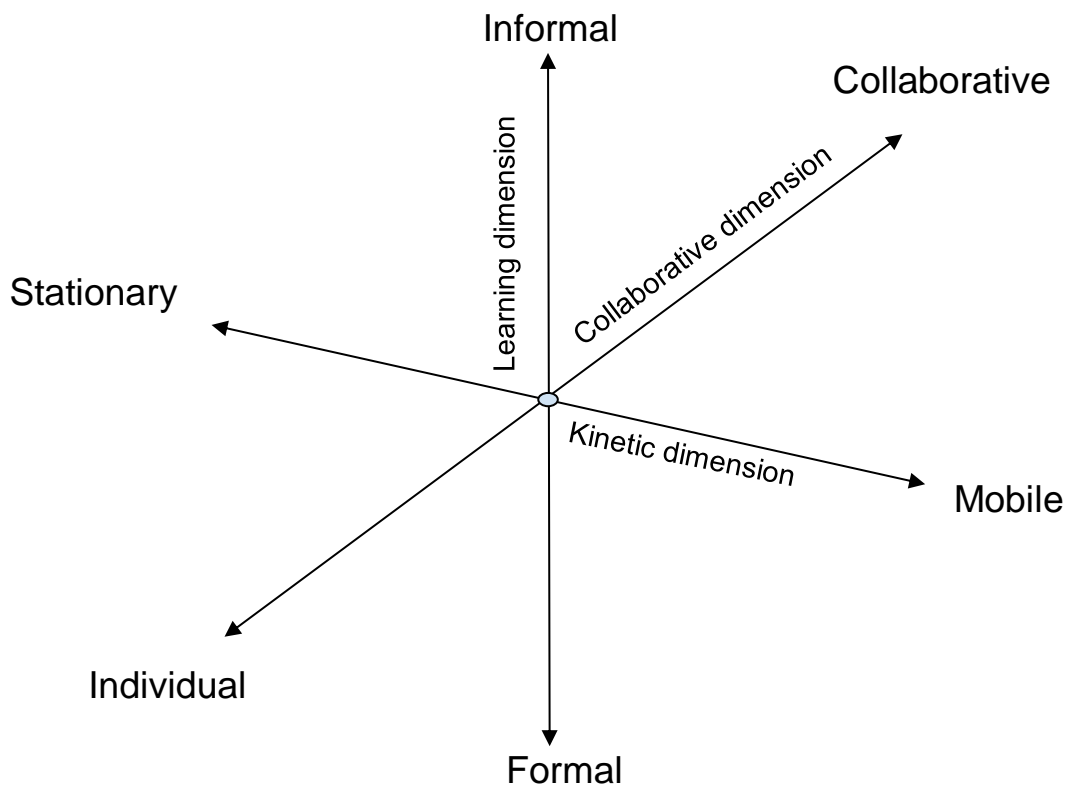 Informal
Collaborative
Learning dimension
Collaborative dimension
Stationary
Kinetic dimension
Mobile
Individual
Formal